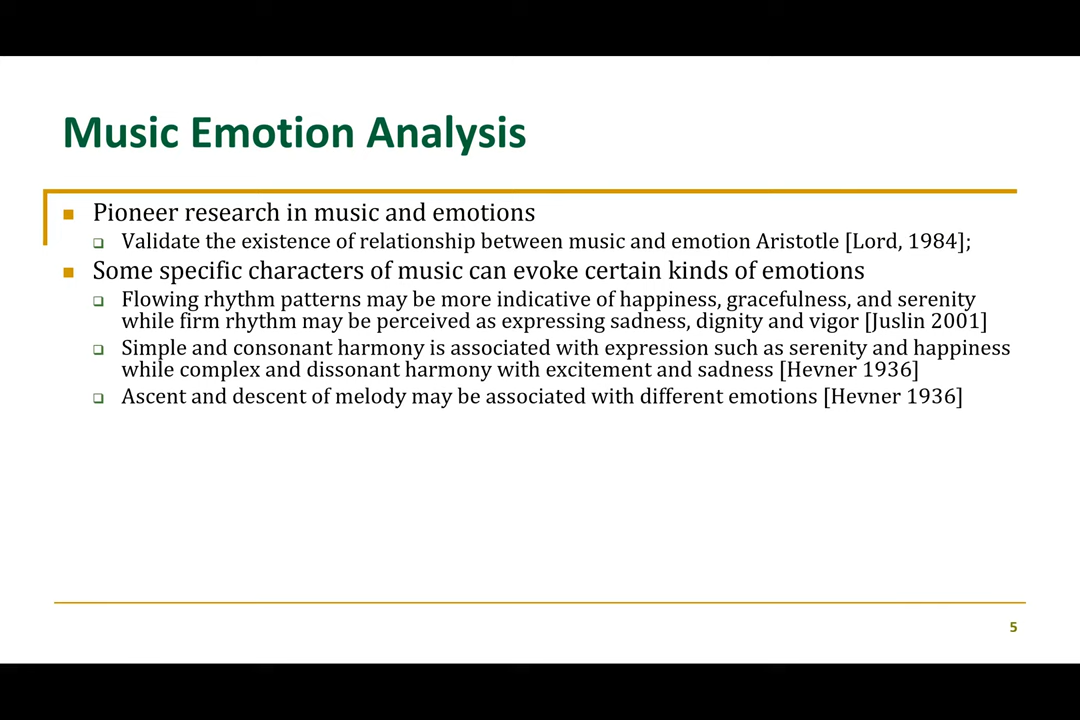 Music Emotion Analysis
Pioneer research in music and emotions
Validate the existence of relationship between music and emotion Aristotle [Lord, 1984];
Some specific characters of music can evoke certain kinds of emotions
Flowing rhythm patterns may be more indicative of happiness, gracefulness, and serenity
while firm rhythm may be perceived as expressing sadness, dignity and vigor [Juslin 2001]
Simple and consonant harmony is associated with expression such as serenity and happiness
while complex and dissonant harmony with excitement and sadness [Hevner 1936]
Ascent and descent of melody may be associated with different emotions [Hevner 1936]
5